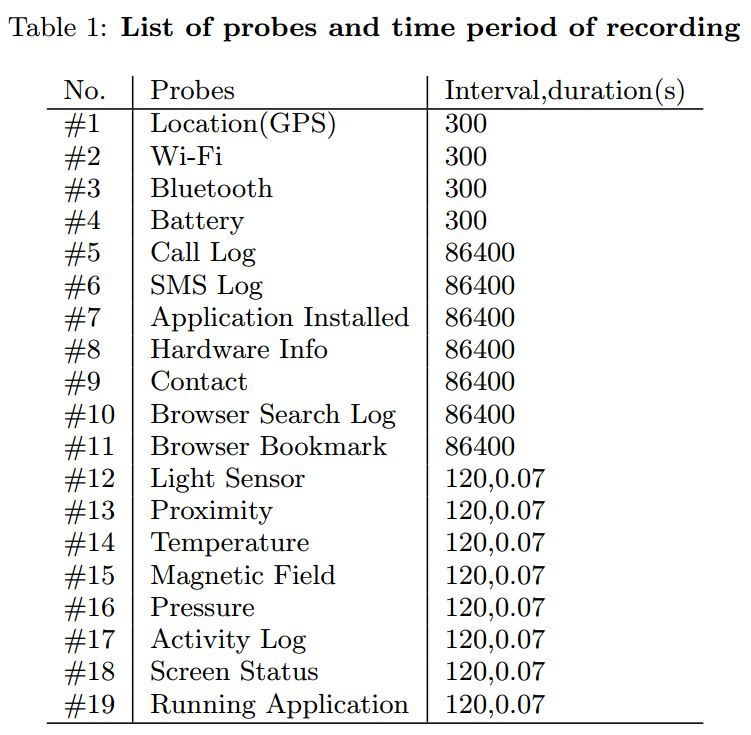 Table 1: List of probes and time period of recording
No. Probes Interval,duration(s)
#1 Location(GPS) 300
#2 Wi-Fi 300
#3 Bluetooth 300
#4 Battery 300
#5 Call Log 86400
#6 SMS Log 86400
#7 Application Installed 86400
#8 Hardware Info 86400
#9 Contact 86400
#10 Browser Search Log 86400
#11 Browser Bookmark 86400
#12 Light Sensor 120,0.07
#13 Proximity 120,0.07
#14 Temperature 120,0.07
#15 Magnetic Field 120,0.07
#16 Pressure 120,0.07
#17 Activity Log 120,0.07
#18 Screen Status 120,0.07
#19 Running Application 120,0.07